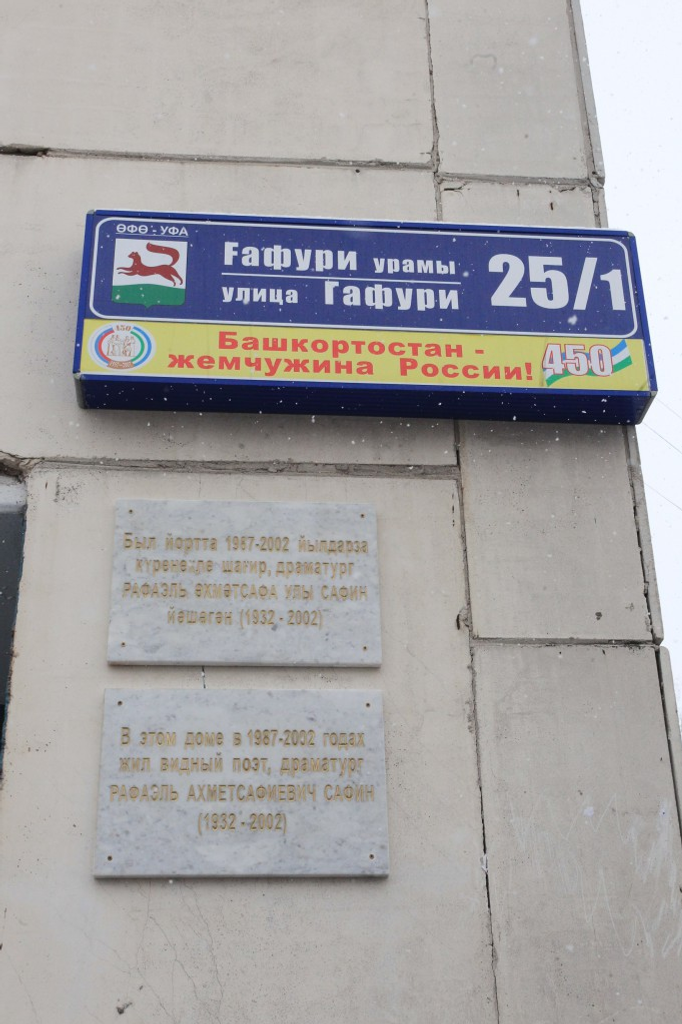 ӨФӨ - УФА
Ғафури урамы
улица Гафури
25/1
450
Башкортостан -
жемчужина России!
450
Был йортта 1987-2002 йылдарҙа
күренекле шағир, драматург
РАФАЭЛЬ ӘХМӘТСАФА УЛЫ САФИН
йәшәгән (1932 - 2002)
В этом доме в 1987-2002 годах
жил видный поэт, драматург
РАФАЭЛЬ АХМЕТСАФИЕВИЧ САФИН
(1932 - 2002)